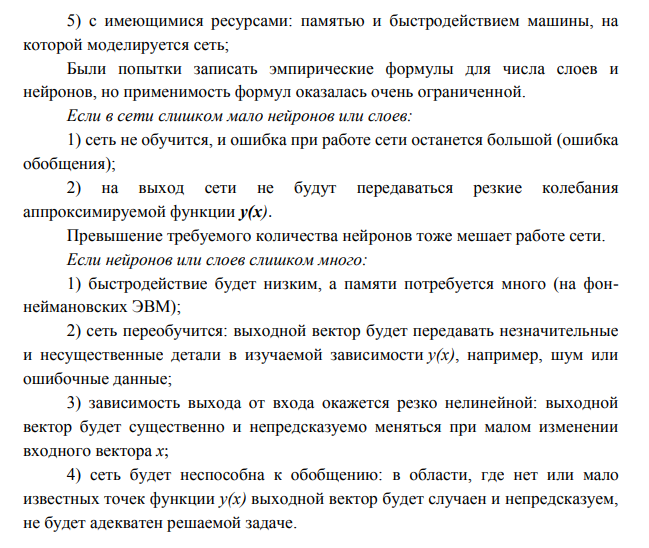 5) с имеющимися ресурсами: памятью и быстродействием машины, на
которой моделируется сеть;
Были попытки записать эмпирические формулы для числа слоев и
нейронов, но применимость формул оказалась очень ограниченной.
Если в сети слишком мало нейронов или слоев:
1) сеть не обучится, и ошибка при работе сети останется большой (ошибка
обобщения);
2) на выход сети не будут передаваться резкие колебания
аппроксимируемой функции y(x).
Превышение требуемого количества нейронов тоже мешает работе сети.
Если нейронов или слоев слишком много:
1) быстродействие будет низким, а памяти потребуется много (на фон-
неймановских ЭВМ);
2) сеть переобучится: выходной вектор будет передавать незначительные
и несущественные детали в изучаемой зависимости y(x), например, шум или
ошибочные данные;
3) зависимость выхода от входа окажется резко нелинейной: выходной
вектор будет существенно и непредсказуемо меняться при малом изменении
входного вектора x;
4) сеть будет неспособна к обобщению: в области, где нет или мало
известных точек функции y(x) выходной вектор будет случаен и непредсказуем,
не будет адекватен решаемой задаче.